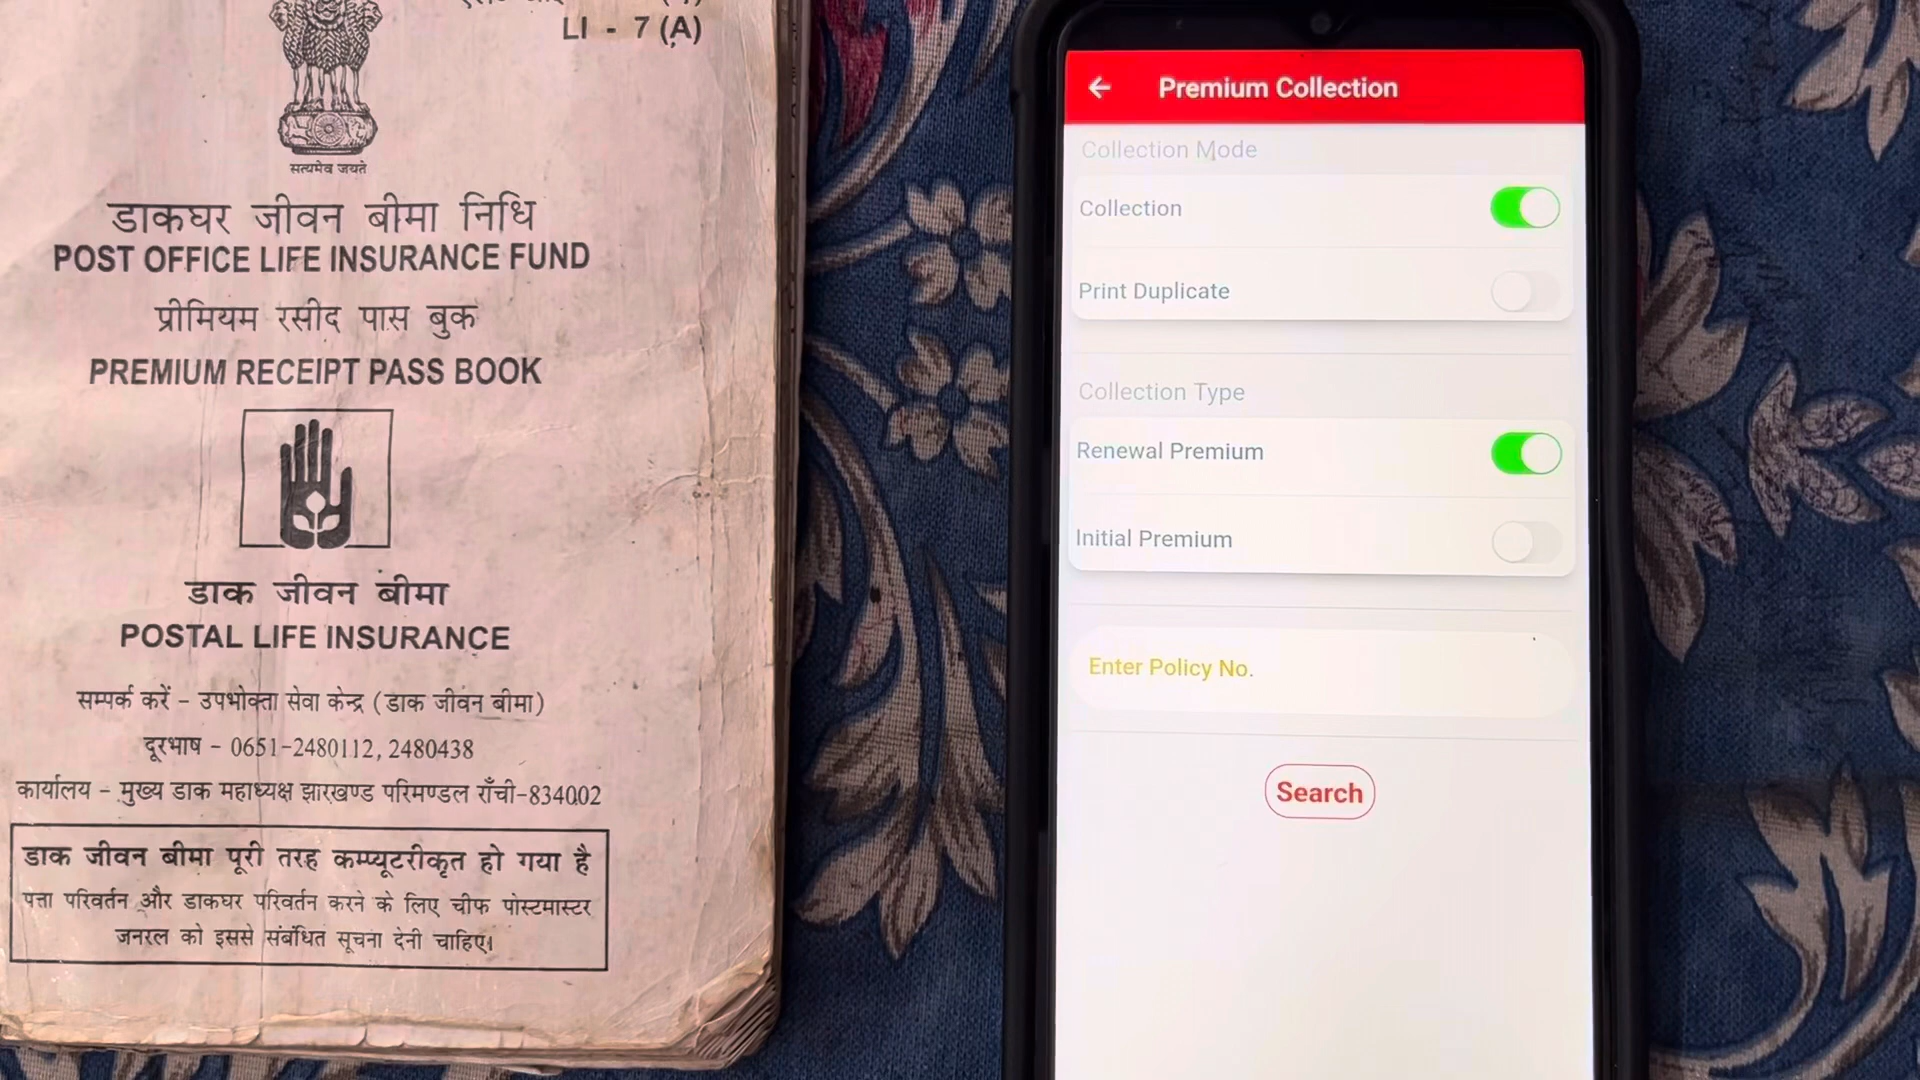 LI - 7 (A)
सत्यमेव जयते
डाकघर जीवन बीमा निधि
POST OFFICE LIFE INSURANCE FUND
प्रीमियम रसीद पास बुक
PREMIUM RECEIPT PASS BOOK
डाक जीवन बीमा
POSTAL LIFE INSURANCE
सम्पर्क करें - उपभोक्ता सेवा केन्द्र (डाक जीवन बीमा)
दूरभाष - 0651-2480112, 2480438
कार्यालय - मुख्य डाक महाध्यक्ष झारखण्ड परिमण्डल राँची-834002
डाक जीवन बीमा पूरी तरह कम्प्यूटरीकृत हो गया है
पत्ता परिवर्तन और डाकघर परिवर्तन करने के लिए चीफ पोस्टमास्टर
जनरल को इससे संबंधित सूचना देनी चाहिए।
Premium Collection
Collection Mode
Collection
Print Duplicate
Collection Type
Renewal Premium
Initial Premium
Enter Policy No.
Search